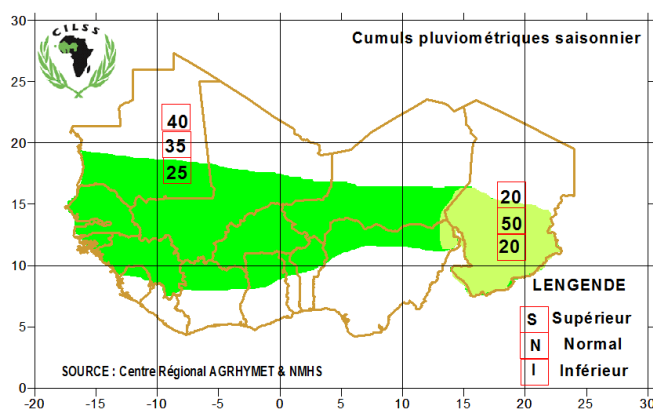 CILSS
Cumuls pluviométriques saisonnier
30
25
20
15
10
5
0
40
35
25
20
50
20
LENGENDE
S Supérieur
N Normal
I Inférieur
SOURCE : Centre Régional AGRHYMET & NMHS
-20 -15 -10 -5 0 5 10 15 20 25 30